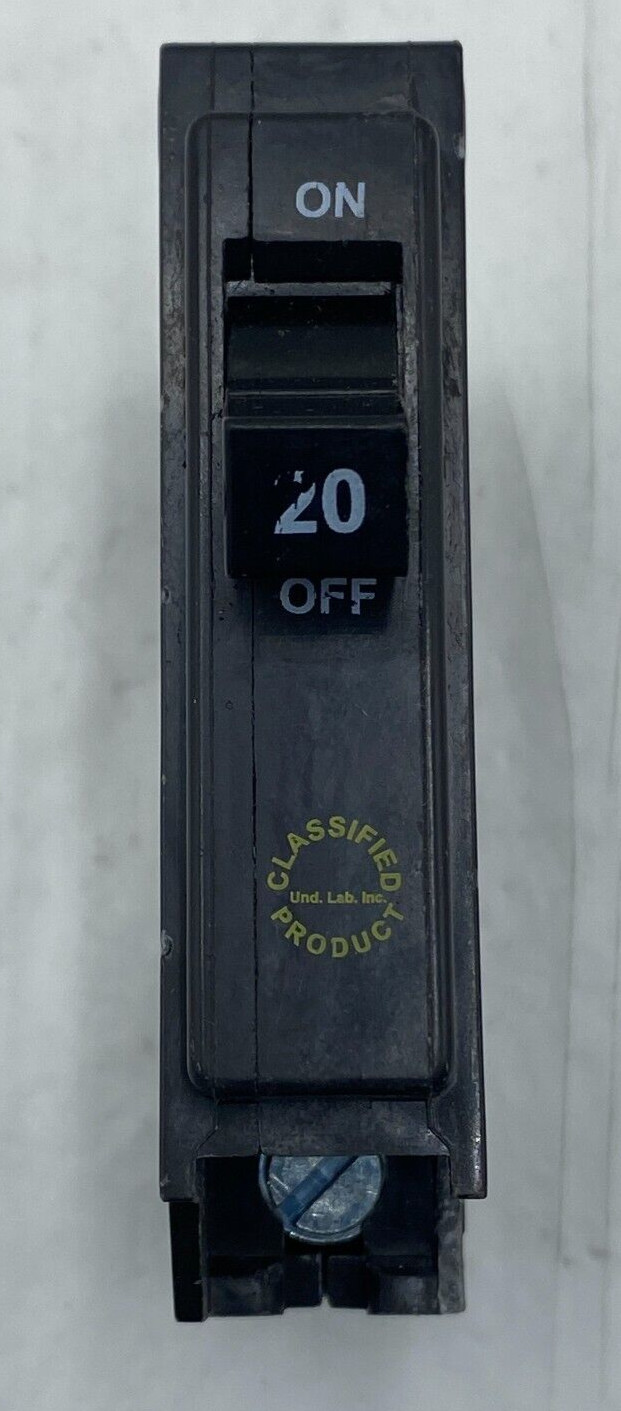 ON
20
OFF
CLASSIFIED
Und. Lab. Inc.
PRODUCT